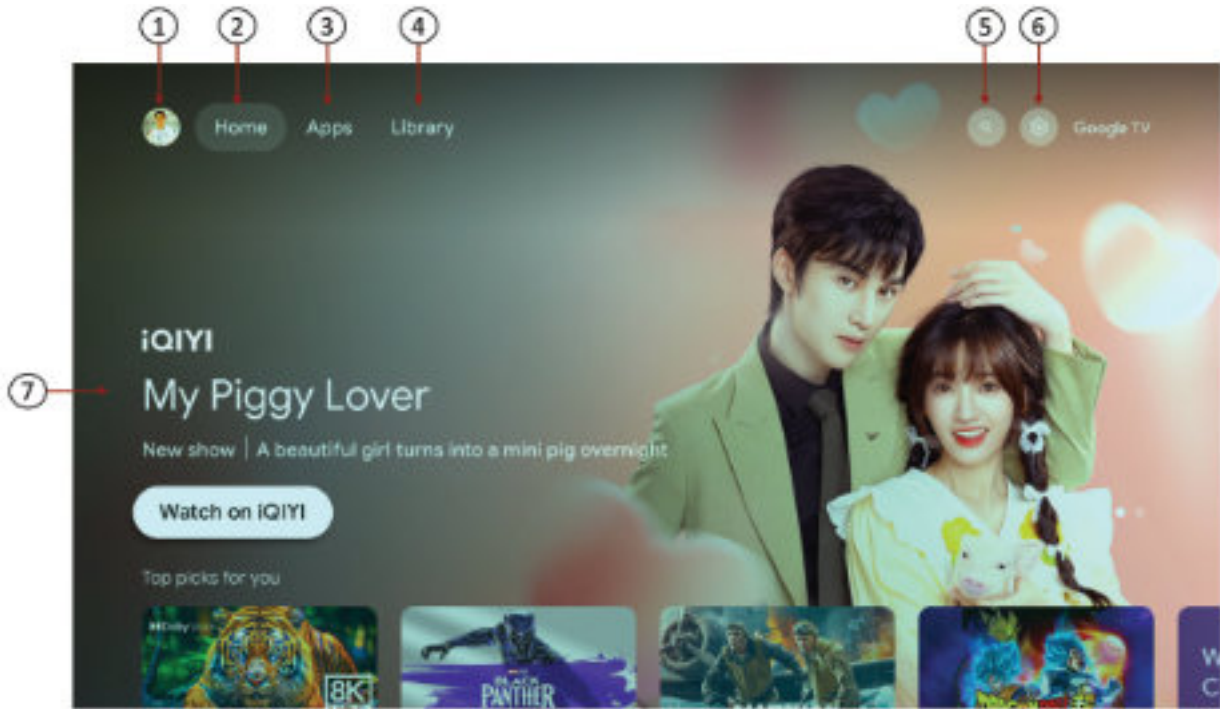 1 2 3 4 5 6
Home Apps Library Google TV
iQIYI
7
My Piggy Lover
New show | A beautiful girl turns into a mini pig overnight
Watch on iQIYI
Top picks for you
Dolby
8K
BLACK
PANTHER
W
C